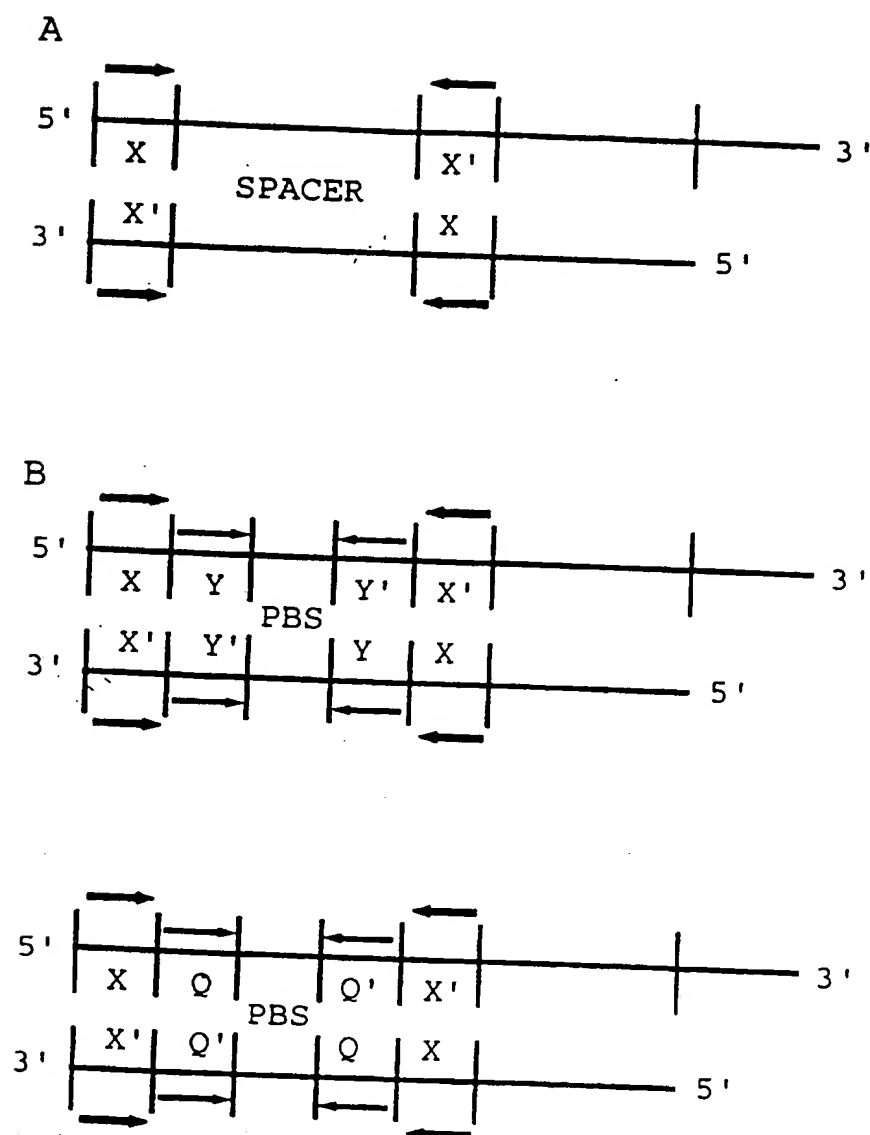 A
5' X X' 3'
SPACER
3' X' X 5'
B
5' X Y Y' X' 3'
PBS
3' X' Y' Y X 5'
5' X Q Q' X' 3'
PBS
3' X' Q' Q X 5'